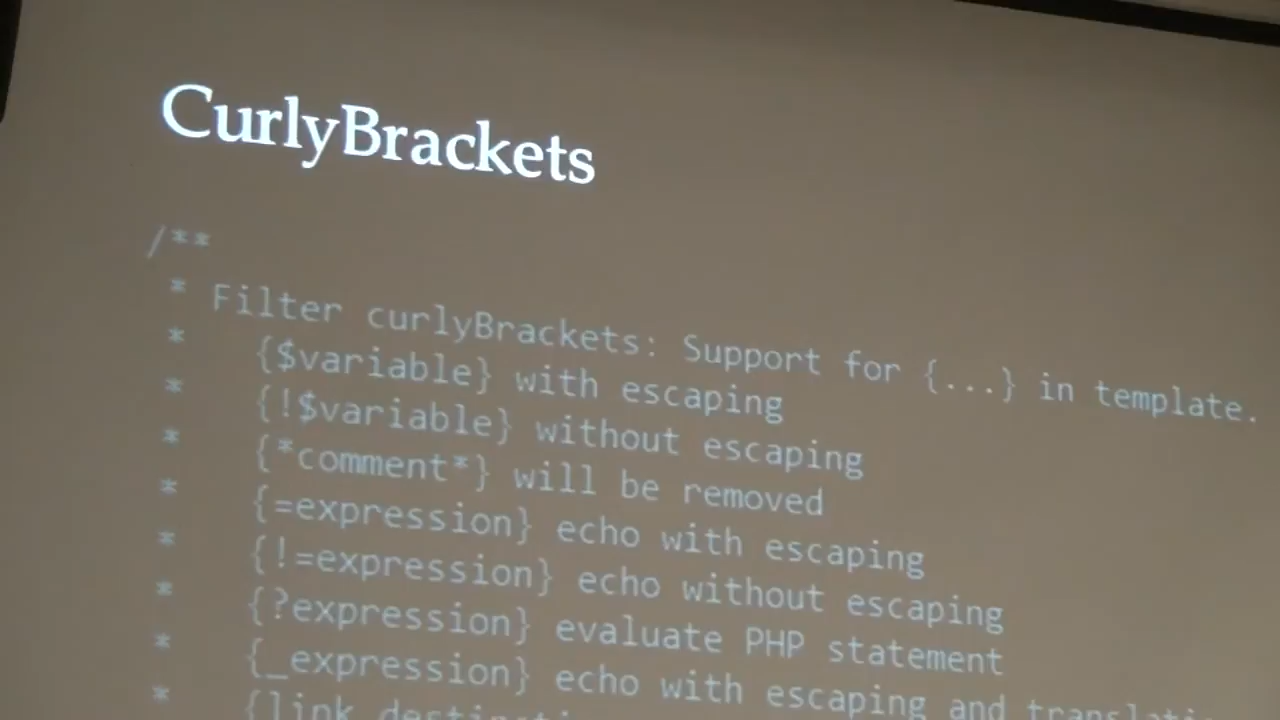 CurlyBrackets
/**
* Filter curlyBrackets: Support for {...} in template.
* {$variable} with escaping
* {!$variable} without escaping
* {*comment*} will be removed
* {=expression} echo with escaping
* {!=expression} echo without escaping
* {?expression} evaluate PHP statement
* {_expression} echo with escaping and
* {link